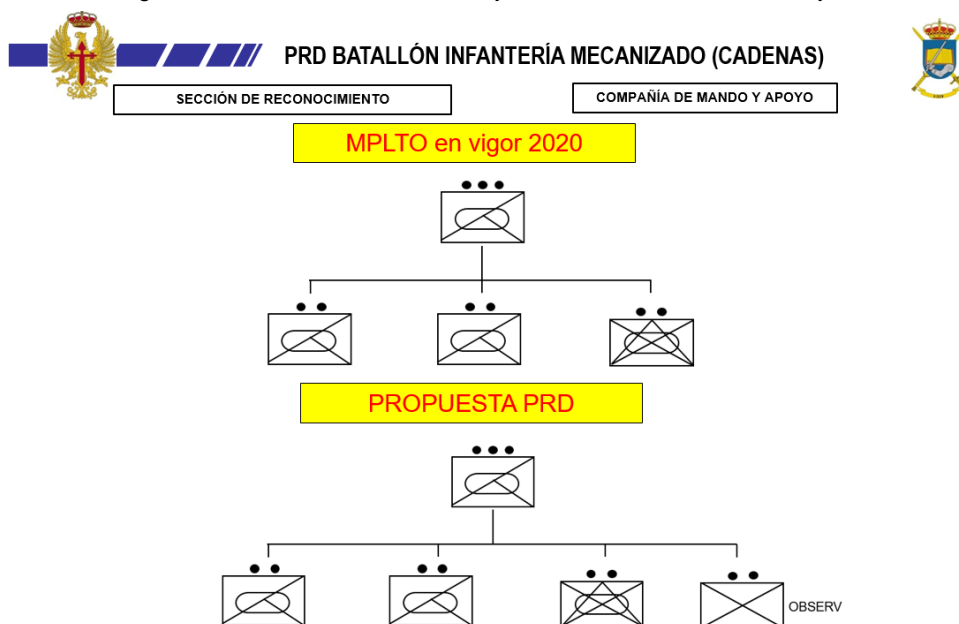 PRD BATALLÓN INFANTERÍA MECANIZADO (CADENAS)
SECCIÓN DE RECONOCIMIENTO
COMPAÑÍA DE MANDO Y APOYO
MPLTO en vigor 2020
PROPUESTA PRD
OBSERV